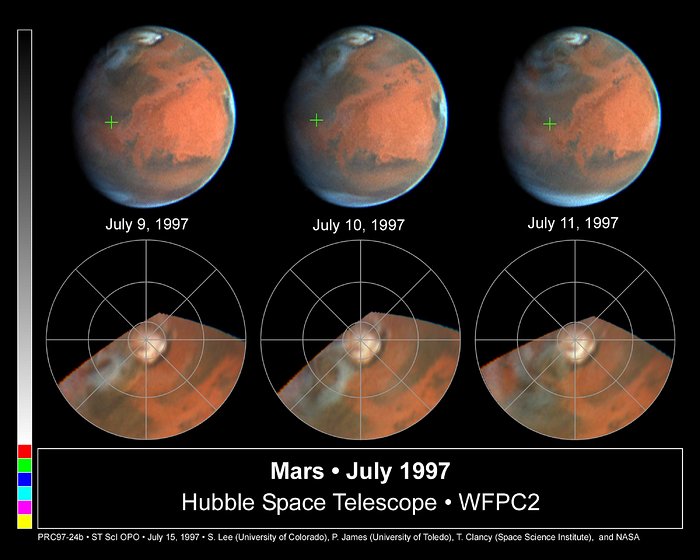 July 9, 1997
July 10, 1997
July 11, 1997
Mars • July 1997
Hubble Space Telescope • WFPC2
PRC97-24b • ST ScI OPO • July 15, 1997 • S. Lee (University of Colorado), P. James (University of Toledo), T. Clancy (Space Science Institute), and NASA